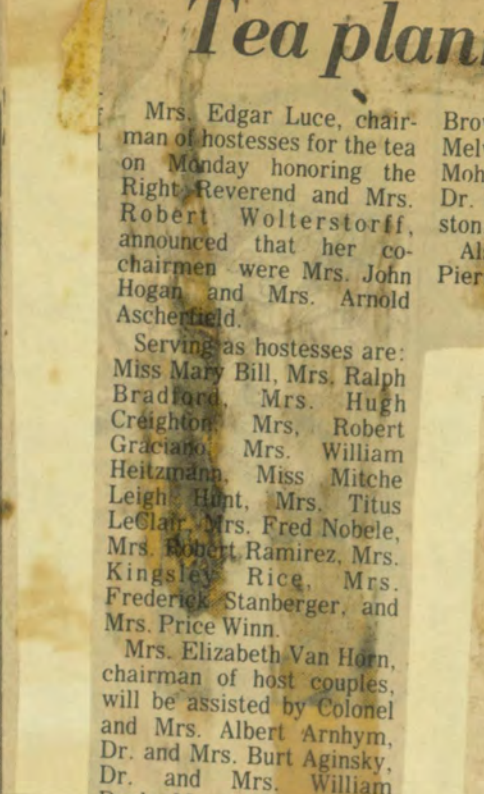 Tea plan
Mrs. Edgar Luce, chair-
man of hostesses for the tea
on Monday honoring the
Right Reverend and Mrs.
Robert Wolterstorff,
announced that her co-
chairmen were Mrs. John
Hogan and Mrs. Arnold
Ascherfield.
Serving as hostesses are:
Miss Mary Bill, Mrs. Ralph
Bradford, Mrs. Hugh
Creighton, Mrs, Robert
Graciano, Mrs. William
Heitzmann, Miss Mitche
Leigh Hunt, Mrs. Titus
LeClair, Mrs. Fred Nobele,
Mrs. Robert Ramirez, Mrs.
Kingsley Rice, Mrs.
Frederick Stanberger, and
Mrs. Price Winn.
Mrs. Elizabeth Van Horn,
chairman of host couples,
will be assisted by Colonel
and Mrs. Albert Arnhym,
Dr. and Mrs. Burt Aginsky,
Dr. and Mrs. William
Bro
Mel
Moh
Dr.
ston
Al
Pier